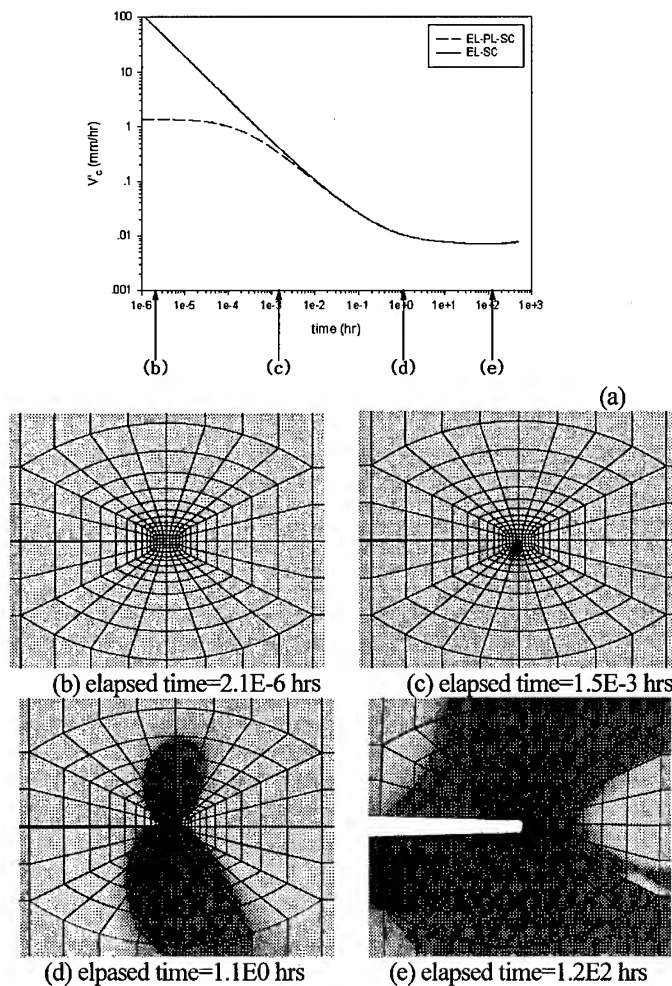 100
10
1
.1
.01
.001
V'c (mm/hr)
EL-PL-SC
EL-SC
1e-6 1e-5 1e-4 1e-3 1e-2 1e-1 1e+0 1e+1 1e+2 1e+3
time (hr)
(b) (c) (d) (e)
(a)
(b) elapsed time=2.1E-6 hrs
(c) elapsed time=1.5E-3 hrs
(d) elpased time=1.1E0 hrs
(e) elapsed time=1.2E2 hrs